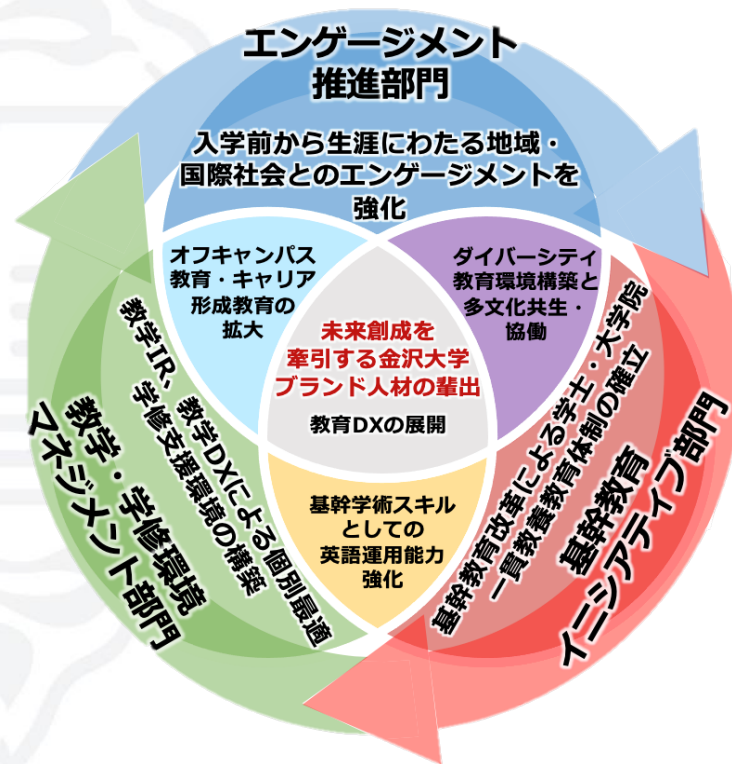 エンゲージメント
推進部門
入学前から生涯にわたる地域・
国際社会とのエンゲージメントを
強化
オフキャンパス
教育・キャリア
形成教育の
拡大
ダイバーシティ
教育環境構築と
多文化共生・
協働
未来創成を
牽引する金沢大学
ブランド人材の輩出
教育DXの展開
基幹学術スキル
としての
英語運用能力
強化
教学IR、教学DXによる個別最適
学修支援環境の構築
教学・学修環境
マネジメント部門
基幹教育改革による学士・大学院
一貫教養教育体制の確立
基幹教育
イニシアティブ部門